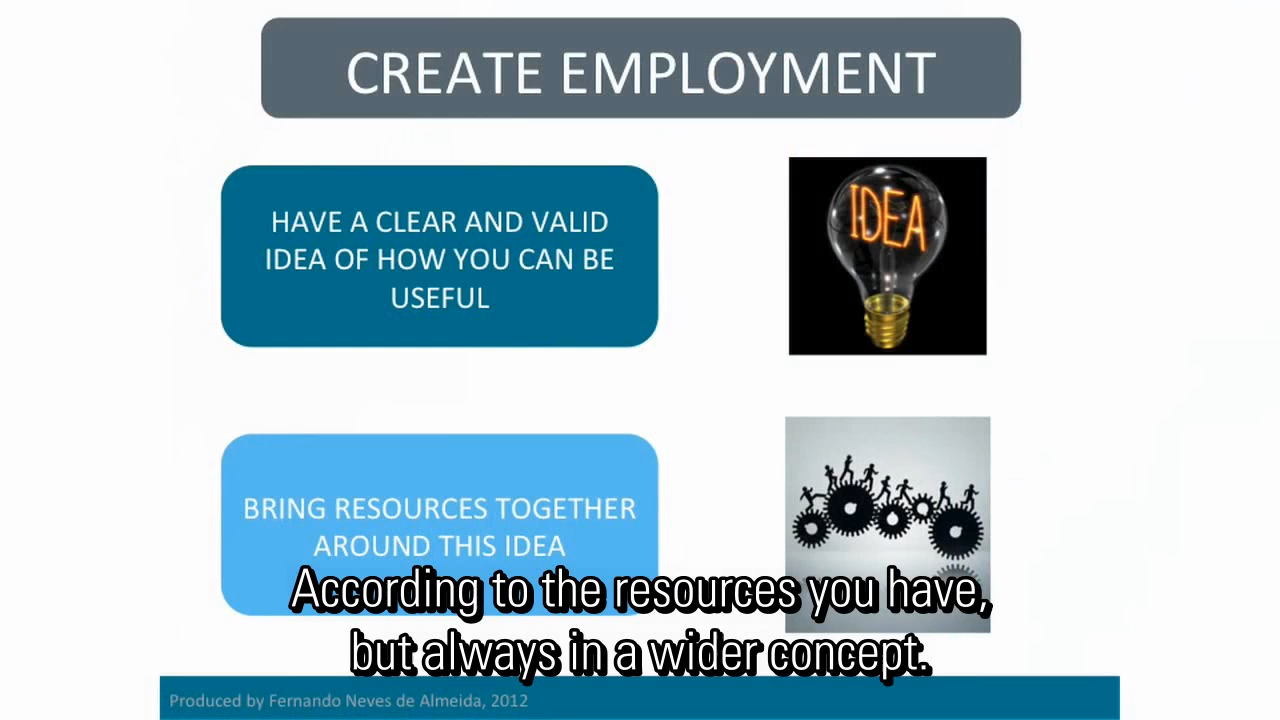 CREATE EMPLOYMENT
HAVE A CLEAR AND VALID
IDEA OF HOW YOU CAN BE
USEFUL
IDEA
BRING RESOURCES TOGETHER
AROUND THIS IDEA
According to the resources you have,
but always in a wider concept.
Produced by Fernando Neves de Almeida, 2012